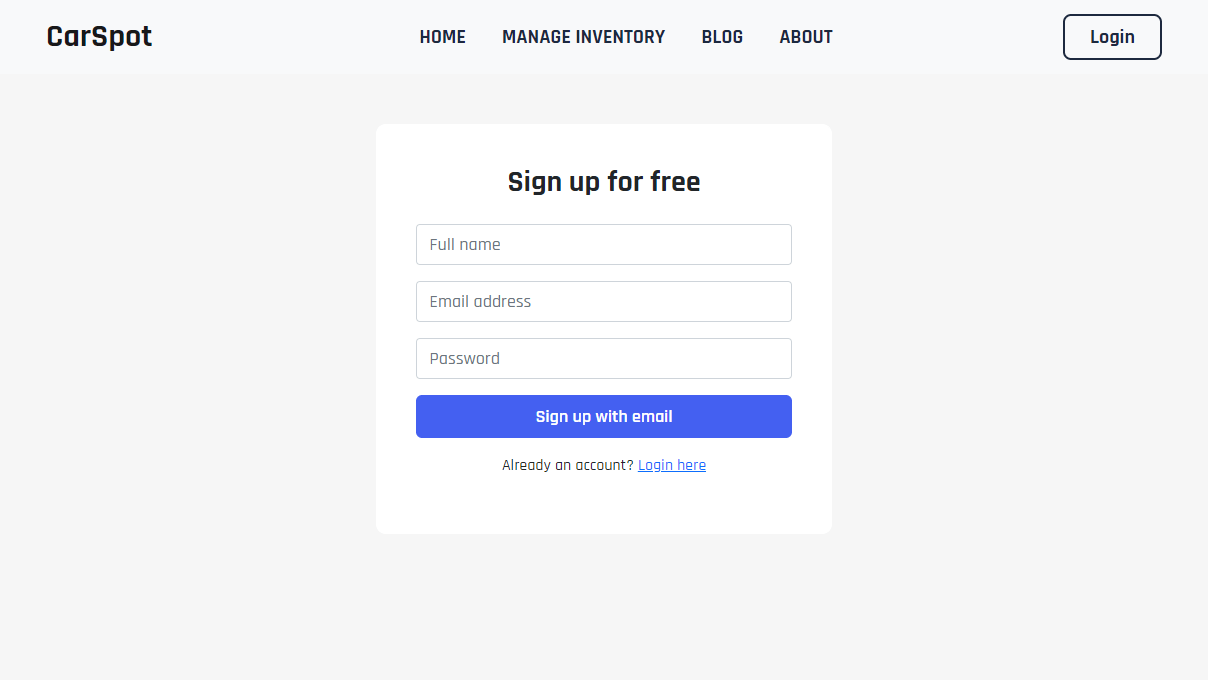 CarSpot HOME MANAGE INVENTORY BLOG ABOUT Login
Sign up for free
Full name
Email address
Password
Sign up with email
Already an account? Login here